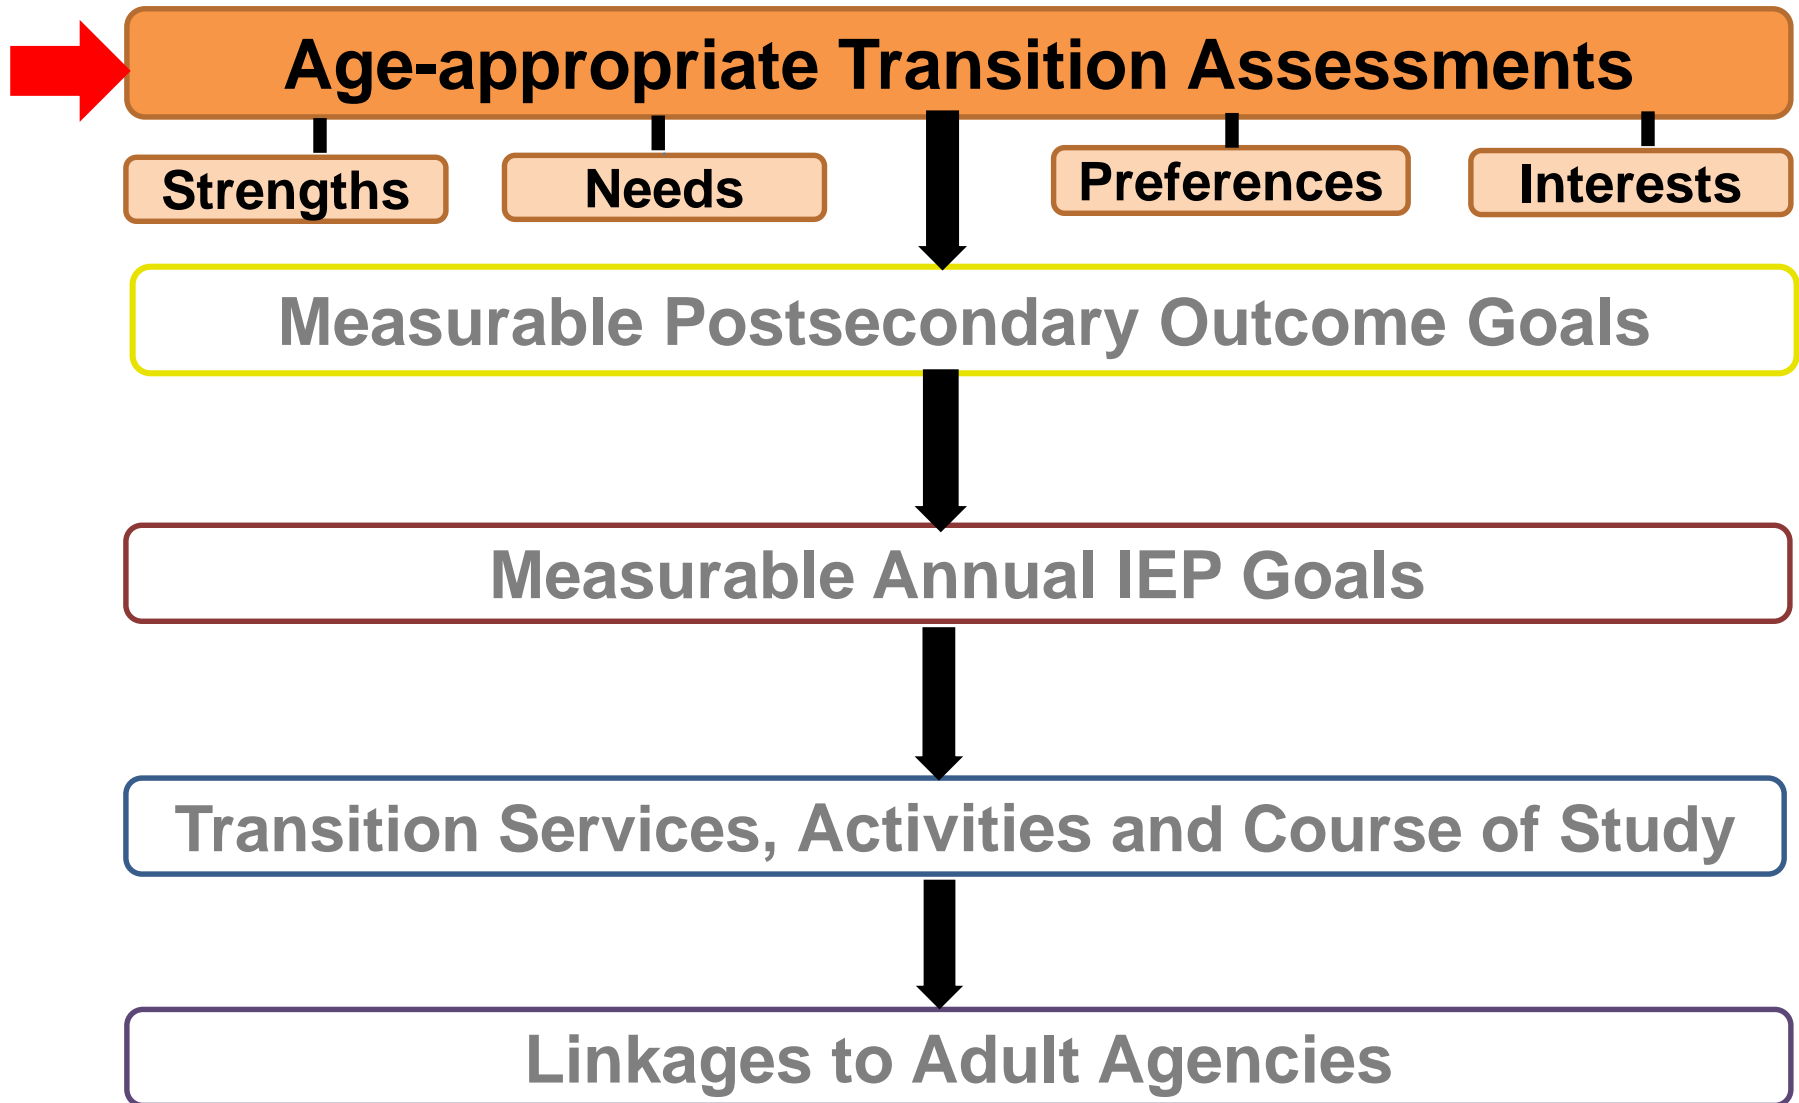 Age-appropriate Transition Assessments
Strengths
Needs
Preferences
Interests
Measurable Postsecondary Outcome Goals
Measurable Annual IEP Goals
Transition Services, Activities and Course of Study
Linkages to Adult Agencies